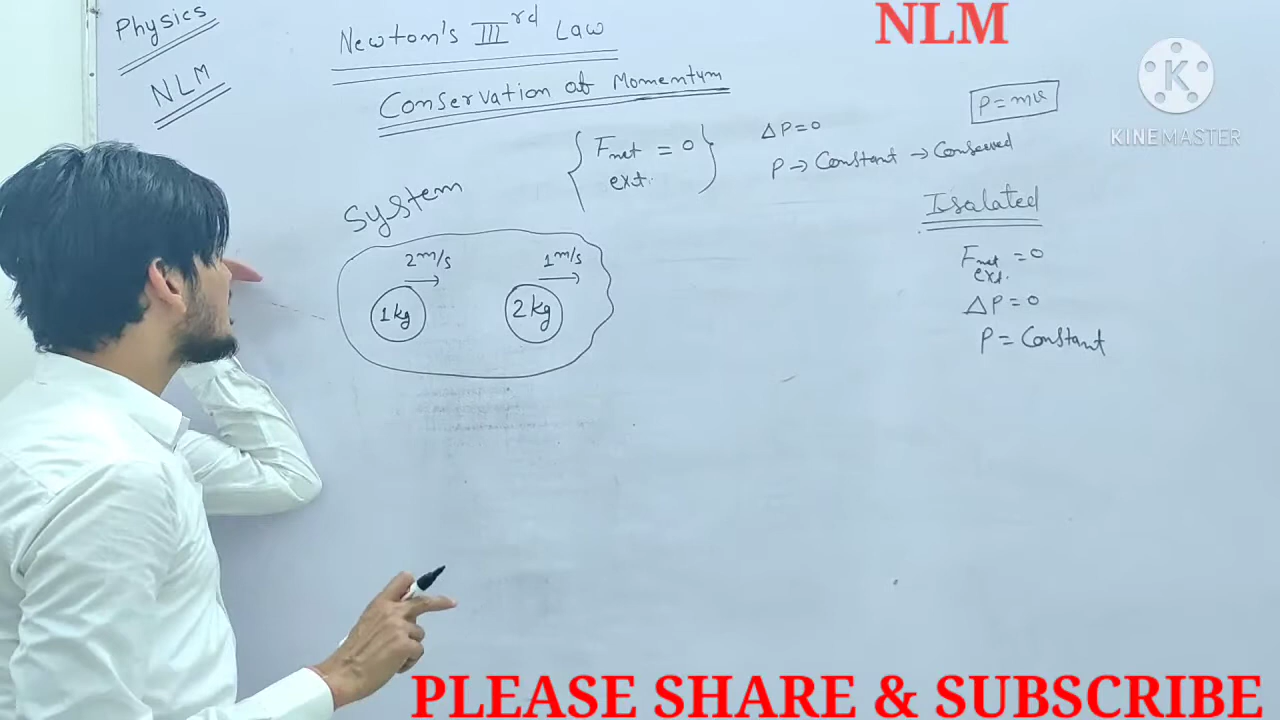 Physics
NLM
Newton's III rd Law
Conservation of Momentum
NLM
K
KINEMASTER
P = mv
{ Fnet ext. = 0 }
ΔP = 0
P → Constant → Conserved
System
2 m/s
1 m/s
1 kg
2 kg
Isolated
Fnet ext. = 0
ΔP = 0
P = Constant
PLEASE SHARE & SUBSCRIBE